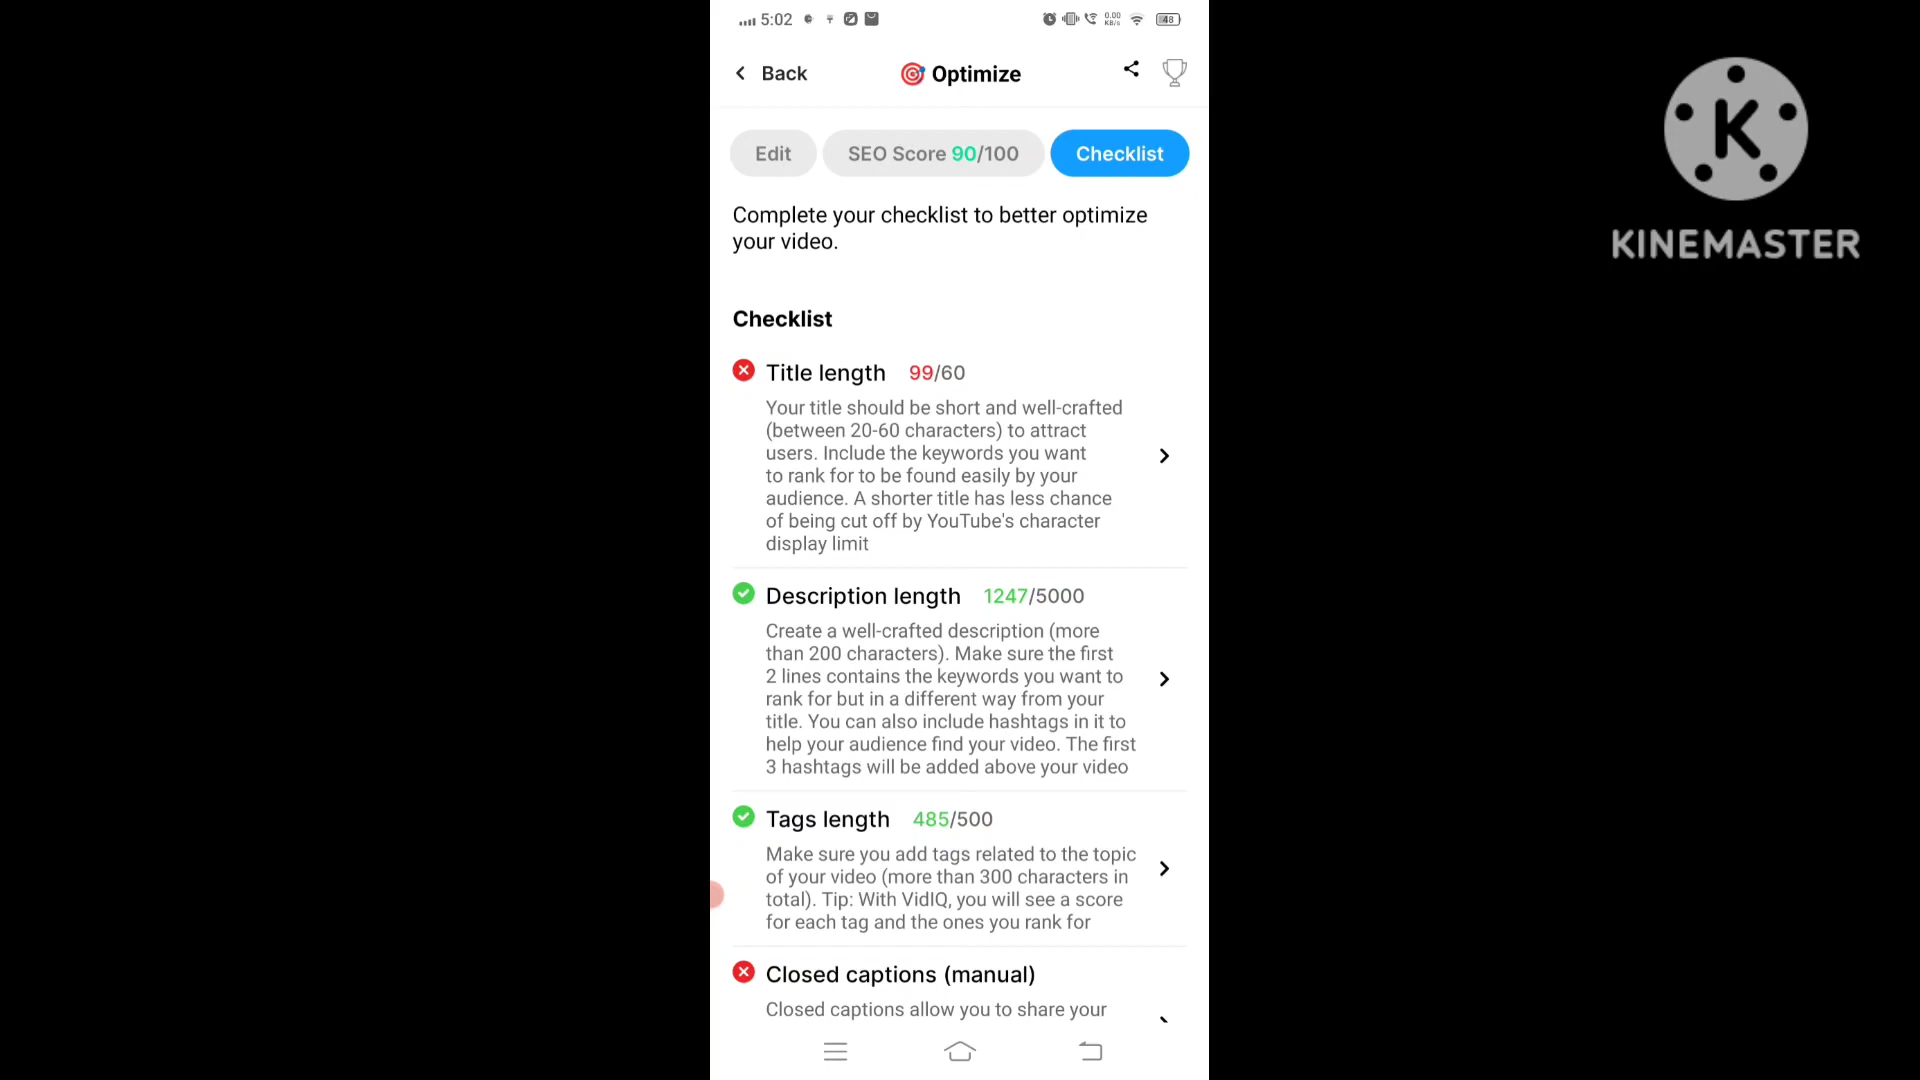 5:02
0.00
KB/s
48
Back
Optimize
Edit
SEO Score 90/100
Checklist
Complete your checklist to better optimize
your video.
Checklist
Title length 99/60
Your title should be short and well-crafted
(between 20-60 characters) to attract
users. Include the keywords you want
to rank for to be found easily by your
audience. A shorter title has less chance
of being cut off by YouTube's character
display limit
Description length 1247/5000
Create a well-crafted description (more
than 200 characters). Make sure the first
2 lines contains the keywords you want to
rank for but in a different way from your
title. You can also include hashtags in it to
help your audience find your video. The first
3 hashtags will be added above your video
Tags length 485/500
Make sure you add tags related to the topic
of your video (more than 300 characters in
total). Tip: With VidIQ, you will see a score
for each tag and the ones you rank for
Closed captions (manual)
Closed captions allow you to share your
K
KINEMASTER